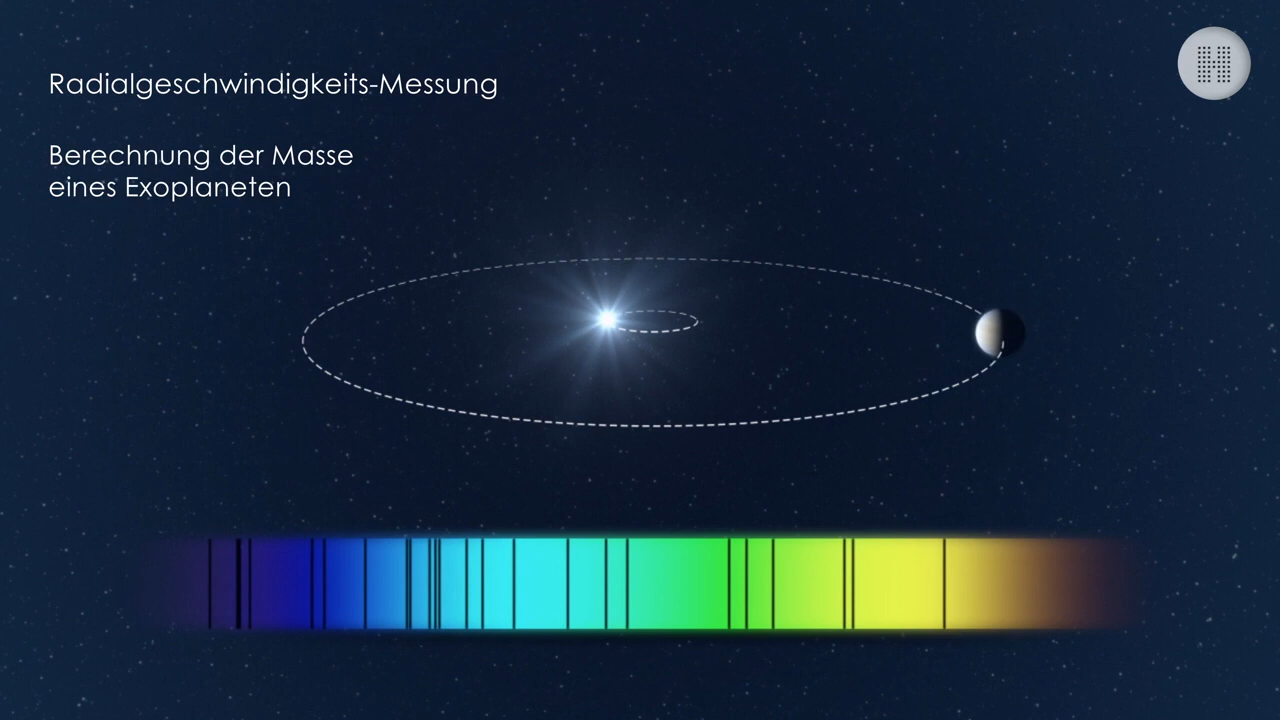 Radialgeschwindigkeits-Messung
Berechnung der Masse
eines Exoplaneten
H